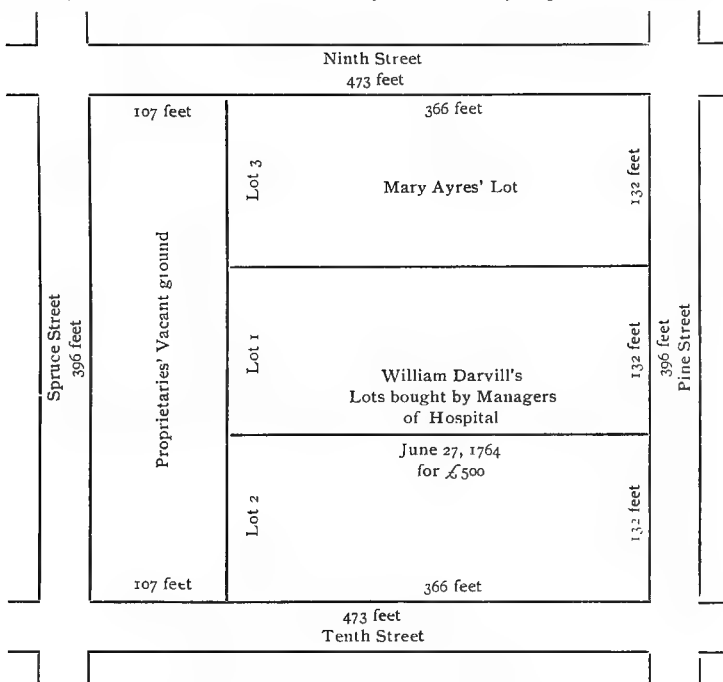 Ninth Street
473 feet
107 feet
366 feet
Lot 3
Mary Ayres' Lot
132 feet
Spruce Street
396 feet
Proprietaries' Vacant ground
Lot 1
William Darvill's
Lots bought by Managers
of Hospital
132 feet
396 feet
Pine Street
June 27, 1764
for £500
Lot 2
132 feet
107 feet
366 feet
473 feet
Tenth Street